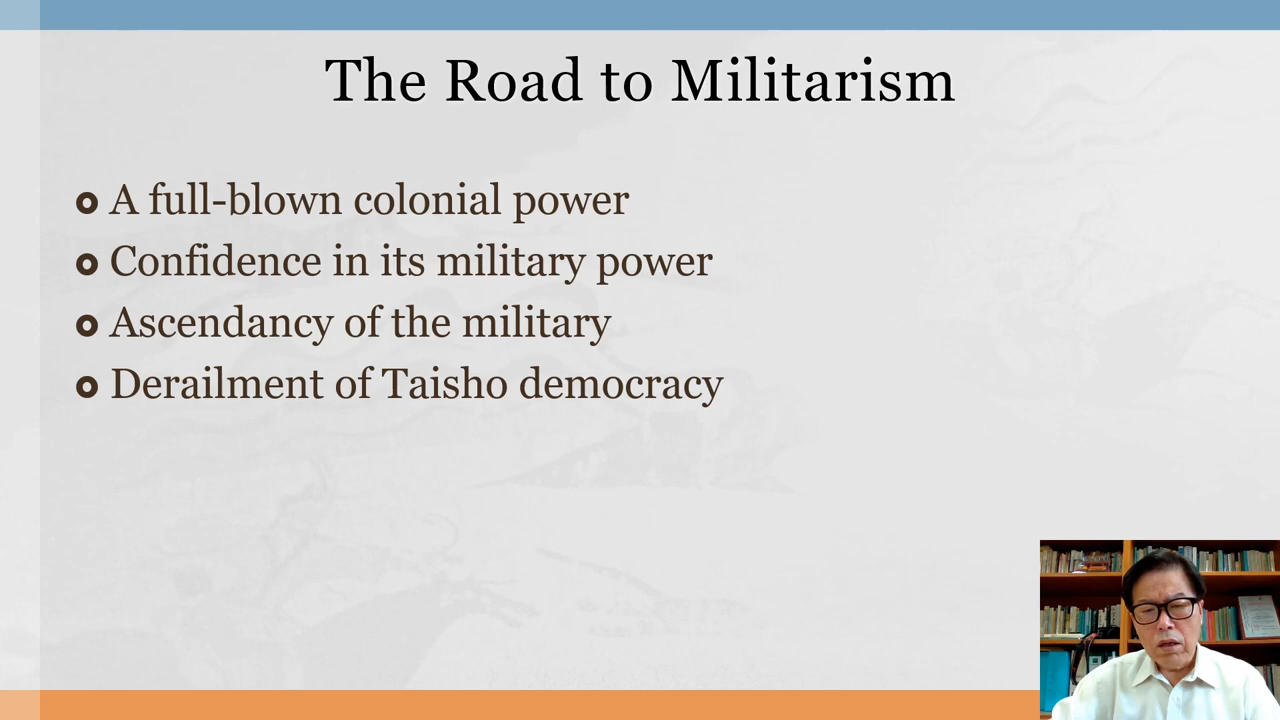 The Road to Militarism
A full-blown colonial power
Confidence in its military power
Ascendancy of the military
Derailment of Taisho democracy